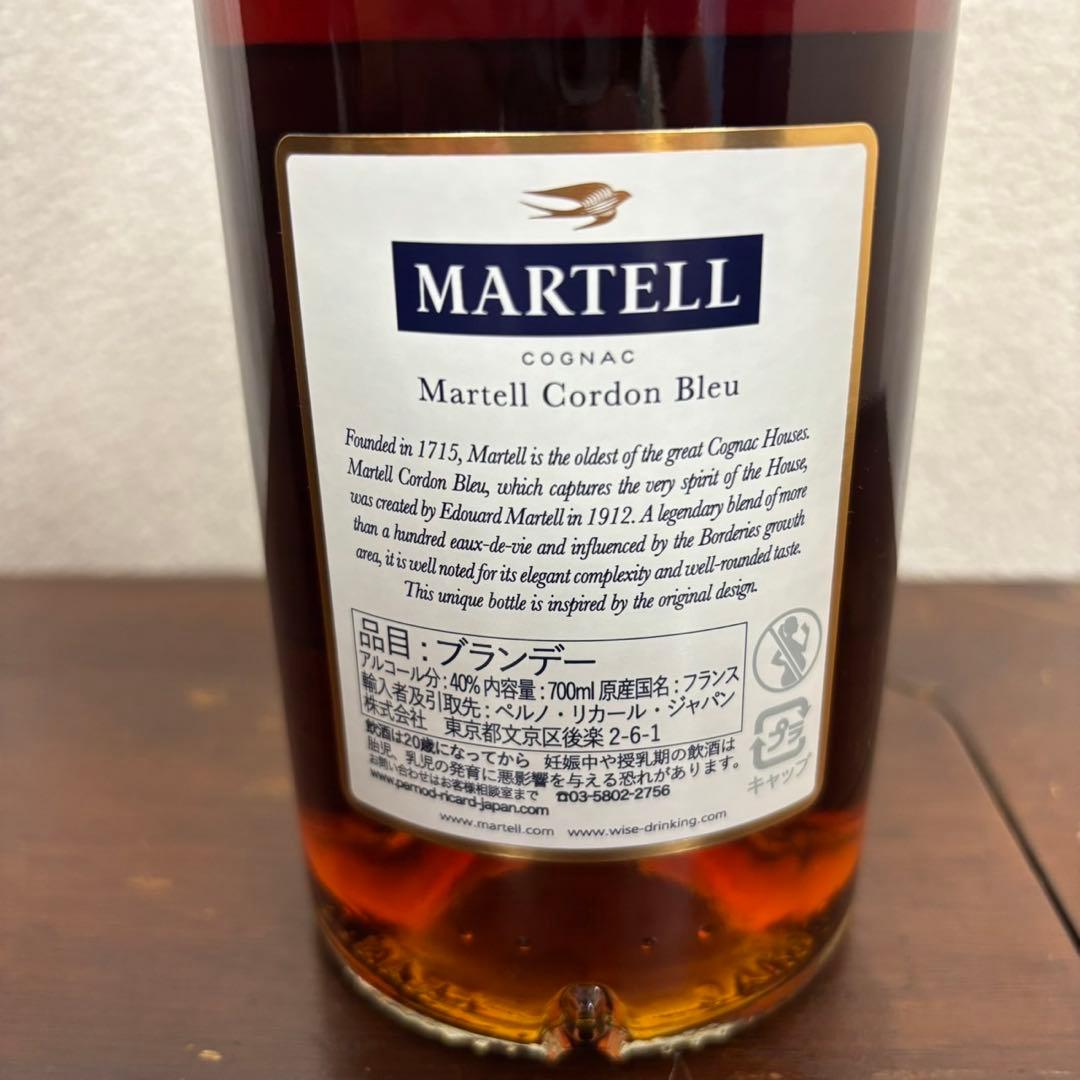 MARTELL
COGNAC
Martell Cordon Bleu
Founded in 1715, Martell is the oldest of the great Cognac Houses.
Martell Cordon Bleu, which captures the very spirit of the House,
was created by Edouard Martell in 1912. A legendary blend of more
than a hundred eaux-de-vie and influenced by the Borderies growth
area, it is well noted for its elegant complexity and well-rounded taste.
This unique bottle is inspired by the original design.
品目：ブランデー
アルコール分：40% 内容量：700ml 原産国名：フランス
輸入者及引取先：ペルノ・リカール・ジャパン
株式会社 東京都文京区後楽 2-6-1
飲酒は20歳になってから 妊娠中や授乳期の飲酒は
胎児、乳児の発育に悪影響を与える恐れがあります。
お問い合わせはお客様相談室まで ☎03-5802-2756
www.pernod-ricard-japan.com
www.martell.com www.wise-drinking.com
プラ
キャップ